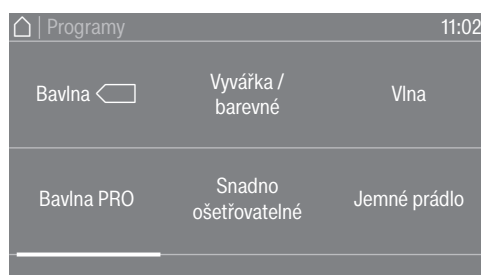 Programy 11:02
Bavlna
Vyvářka /
barevné
Vlna
Bavlna PRO
Snadno
ošetřovatelné
Jemné prádlo